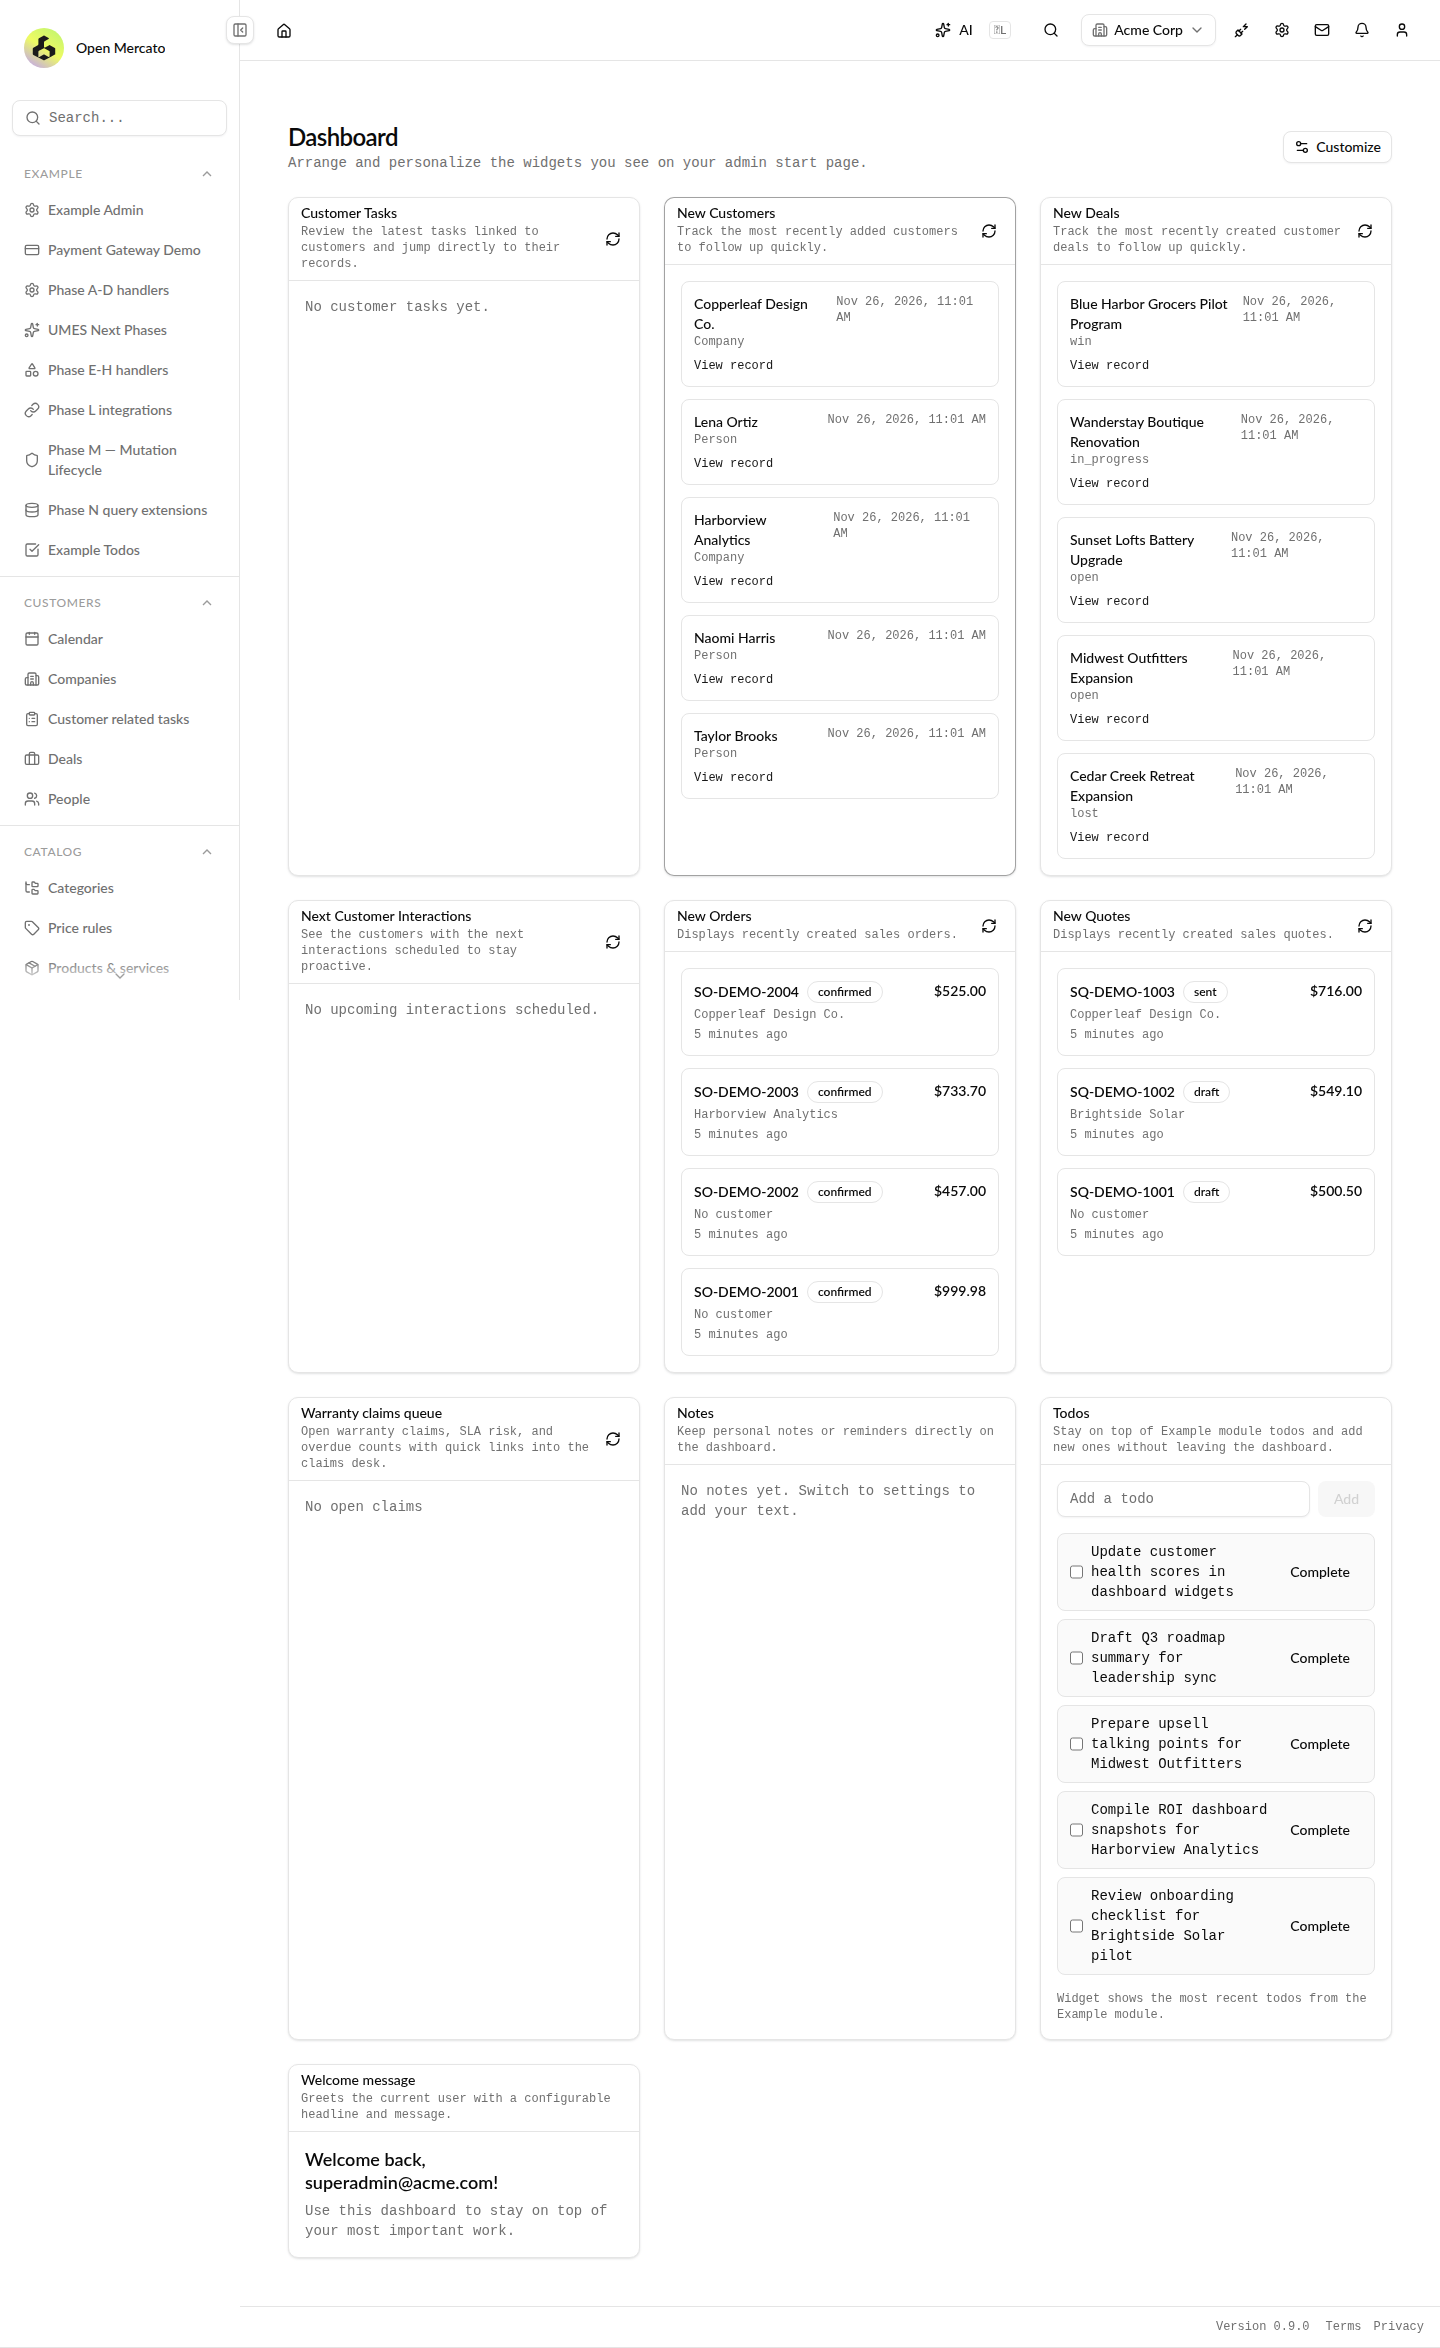 Open Mercato
AI
L
Acme Corp
Search...
EXAMPLE
Example Admin
Payment Gateway Demo
Phase A-D handlers
UMES Next Phases
Phase E-H handlers
Phase L integrations
Phase M — Mutation
Lifecycle
Phase N query extensions
Example Todos
CUSTOMERS
Calendar
Companies
Customer related tasks
Deals
People
CATALOG
Categories
Price rules
Products & services
Dashboard
Arrange and personalize the widgets you see on your admin start page.
Customize
Customer Tasks
Review the latest tasks linked to
customers and jump directly to their
records.
No customer tasks yet.
New Customers
Track the most recently added customers
to follow up quickly.
Copperleaf Design
Co.
Nov 26, 2026, 11:01
AM
Company
View record
Lena Ortiz
Nov 26, 2026, 11:01 AM
Person
View record
Harborview
Analytics
Nov 26, 2026, 11:01
AM
Company
View record
Naomi Harris
Nov 26, 2026, 11:01 AM
Person
View record
Taylor Brooks
Nov 26, 2026, 11:01 AM
Person
View record
New Deals
Track the most recently created customer
deals to follow up quickly.
Blue Harbor Grocers Pilot
Program
Nov 26, 2026,
11:01 AM
win
View record
Wanderstay Boutique
Renovation
Nov 26, 2026,
11:01 AM
in_progress
View record
Sunset Lofts Battery
Upgrade
Nov 26, 2026,
11:01 AM
open
View record
Midwest Outfitters
Expansion
Nov 26, 2026,
11:01 AM
open
View record
Cedar Creek Retreat
Expansion
Nov 26, 2026,
11:01 AM
lost
View record
Next Customer Interactions
See the customers with the next
interactions scheduled to stay
proactive.
No upcoming interactions scheduled.
New Orders
Displays recently created sales orders.
SO-DEMO-2004 confirmed $525.00
Copperleaf Design Co.
5 minutes ago
SO-DEMO-2003 confirmed $733.70
Harborview Analytics
5 minutes ago
SO-DEMO-2002 confirmed $457.00
No customer
5 minutes ago
SO-DEMO-2001 confirmed $999.98
No customer
5 minutes ago
New Quotes
Displays recently created sales quotes.
SQ-DEMO-1003 sent $716.00
Copperleaf Design Co.
5 minutes ago
SQ-DEMO-1002 draft $549.10
Brightside Solar
5 minutes ago
SQ-DEMO-1001 draft $500.50
No customer
5 minutes ago
Warranty claims queue
Open warranty claims, SLA risk, and
overdue counts with quick links into the
claims desk.
No open claims
Notes
Keep personal notes or reminders directly on
the dashboard.
No notes yet. Switch to settings to
add your text.
Todos
Stay on top of Example module todos and add
new ones without leaving the dashboard.
Add a todo
Add
Update customer
health scores in
dashboard widgets
Complete
Draft Q3 roadmap
summary for
leadership sync
Complete
Prepare upsell
talking points for
Midwest Outfitters
Complete
Compile ROI dashboard
snapshots for
Harborview Analytics
Complete
Review onboarding
checklist for
Brightside Solar
pilot
Complete
Widget shows the most recent todos from the
Example module.
Welcome message
Greets the current user with a configurable
headline and message.
Welcome back,
superadmin@acme.com!
Use this dashboard to stay on top of
your most important work.
Version 0.9.0 Terms Privacy